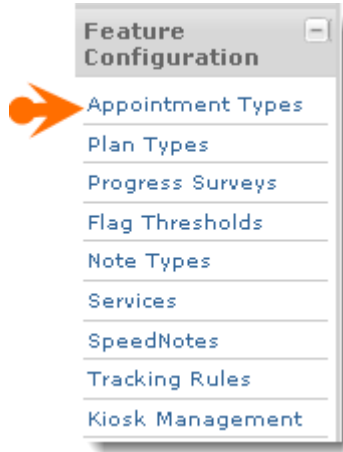 Feature
Configuration
Appointment Types
Plan Types
Progress Surveys
Flag Thresholds
Note Types
Services
SpeedNotes
Tracking Rules
Kiosk Management